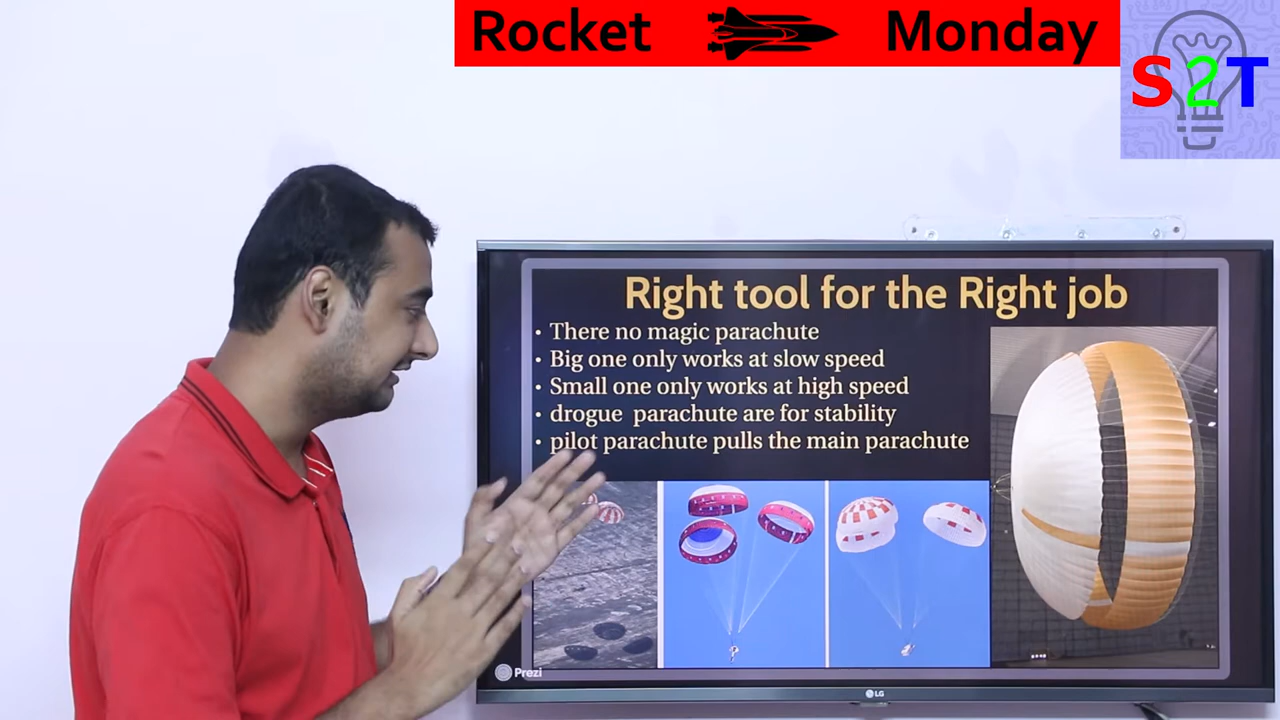 Rocket Monday
S2T
Right tool for the Right job
• There no magic parachute
• Big one only works at slow speed
• Small one only works at high speed
• drogue parachute are for stability
• pilot parachute pulls the main parachute
Prezi
LG